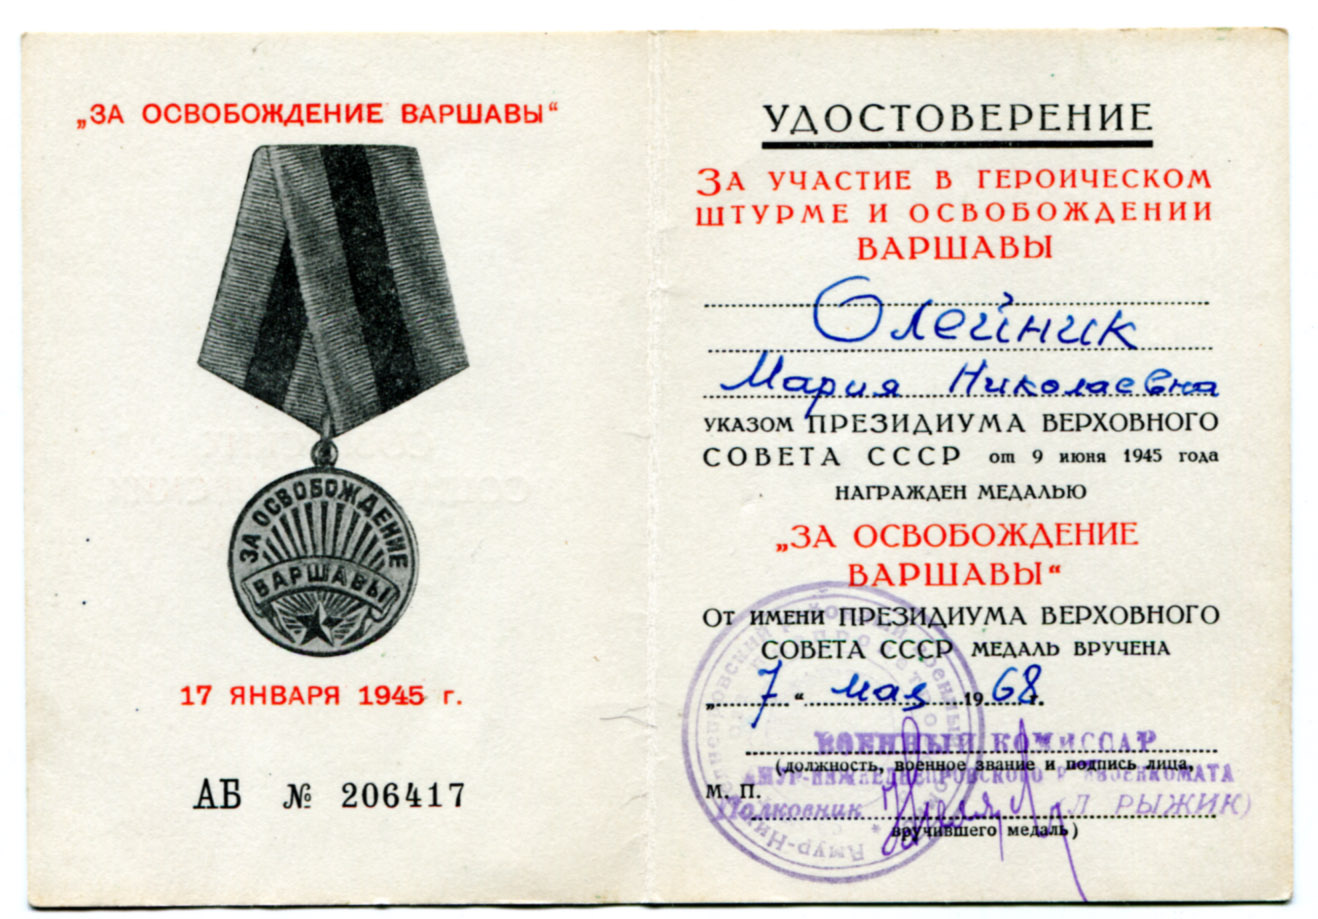 „ЗА ОСВОБОЖДЕНИЕ ВАРШАВЫ“
ЗА ОСВОБОЖДЕНИЕ
ВАРШАВЫ
17 ЯНВАРЯ 1945 г.
АБ № 206417
УДОСТОВЕРЕНИЕ
ЗА УЧАСТИЕ В ГЕРОИЧЕСКОМ
ШТУРМЕ И ОСВОБОЖДЕНИИ
ВАРШАВЫ
Олейник
Мария Николаевна
УКАЗОМ ПРЕЗИДИУМА ВЕРХОВНОГО
СОВЕТА СССР от 9 июня 1945 года
НАГРАЖДЕН МЕДАЛЬЮ
„ЗА ОСВОБОЖДЕНИЕ
ВАРШАВЫ“
ОТ ИМЕНИ ПРЕЗИДИУМА ВЕРХОВНОГО
СОВЕТА СССР МЕДАЛЬ ВРУЧЕНА
„7“ мая 1968 г.
ВОЕННЫЙ КОМИССАР
(должность, военное звание и подпись лица,
АМУР-НИЖНЕДНЕПРОВСКОГО
М. П.
Полковник (Л РЫЖИК)
вручившего медаль)